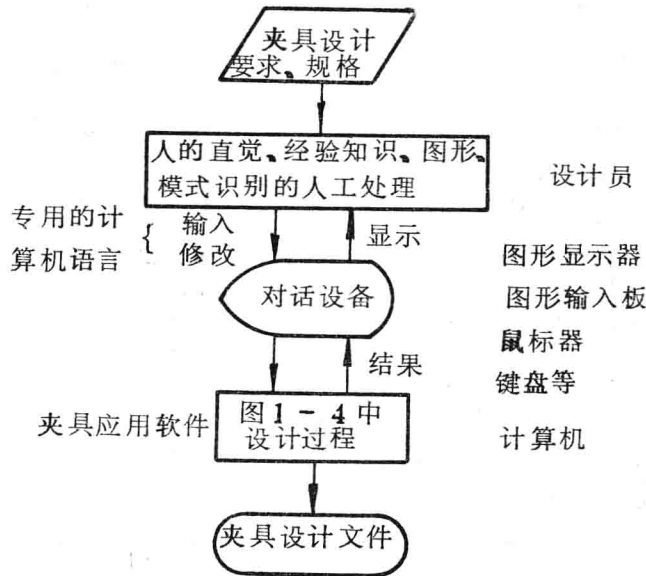 夹具设计
要求、规格
人的直觉、经验知识、图形、
模式识别的人工处理
设计员
专用的计
算机语言
{
输入
修改
显示
对话设备
图形显示器
图形输入板
鼠标器
键盘等
结果
夹具应用软件
图1-4中
设计过程
计算机
夹具设计文件